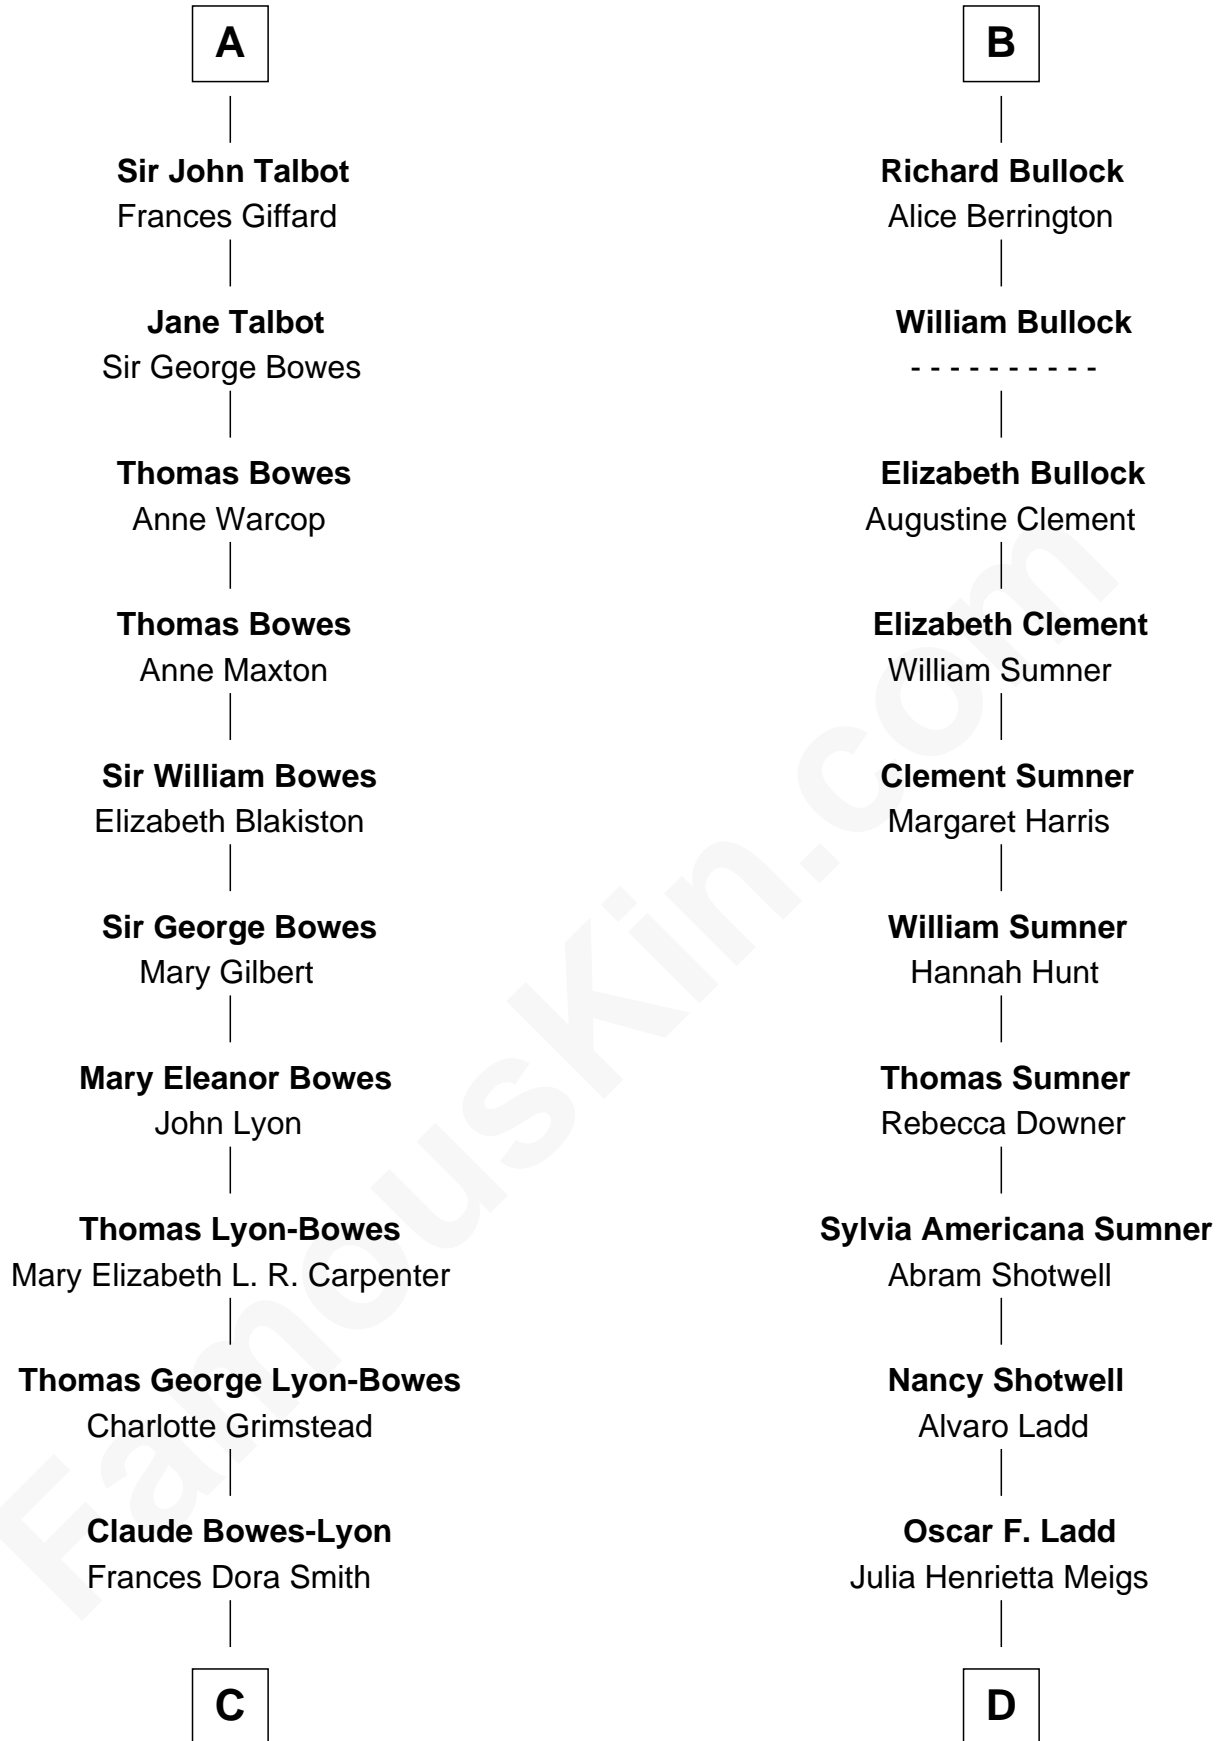 A
Sir John Talbot
Frances Giffard
Jane Talbot
Sir George Bowes
Thomas Bowes
Anne Warcop
Thomas Bowes
Anne Maxton
Sir William Bowes
Elizabeth Blakiston
Sir George Bowes
Mary Gilbert
Mary Eleanor Bowes
John Lyon
Thomas Lyon-Bowes
Mary Elizabeth L. R. Carpenter
Thomas George Lyon-Bowes
Charlotte Grimstead
Claude Bowes-Lyon
Frances Dora Smith
C
B
Richard Bullock
Alice Berrington
William Bullock
- - - - - - - - - -
Elizabeth Bullock
Augustine Clement
Elizabeth Clement
William Sumner
Clement Sumner
Margaret Harris
William Sumner
Hannah Hunt
Thomas Sumner
Rebecca Downer
Sylvia Americana Sumner
Abram Shotwell
Nancy Shotwell
Alvaro Ladd
Oscar F. Ladd
Julia Henrietta Meigs
D
FamousKin.com